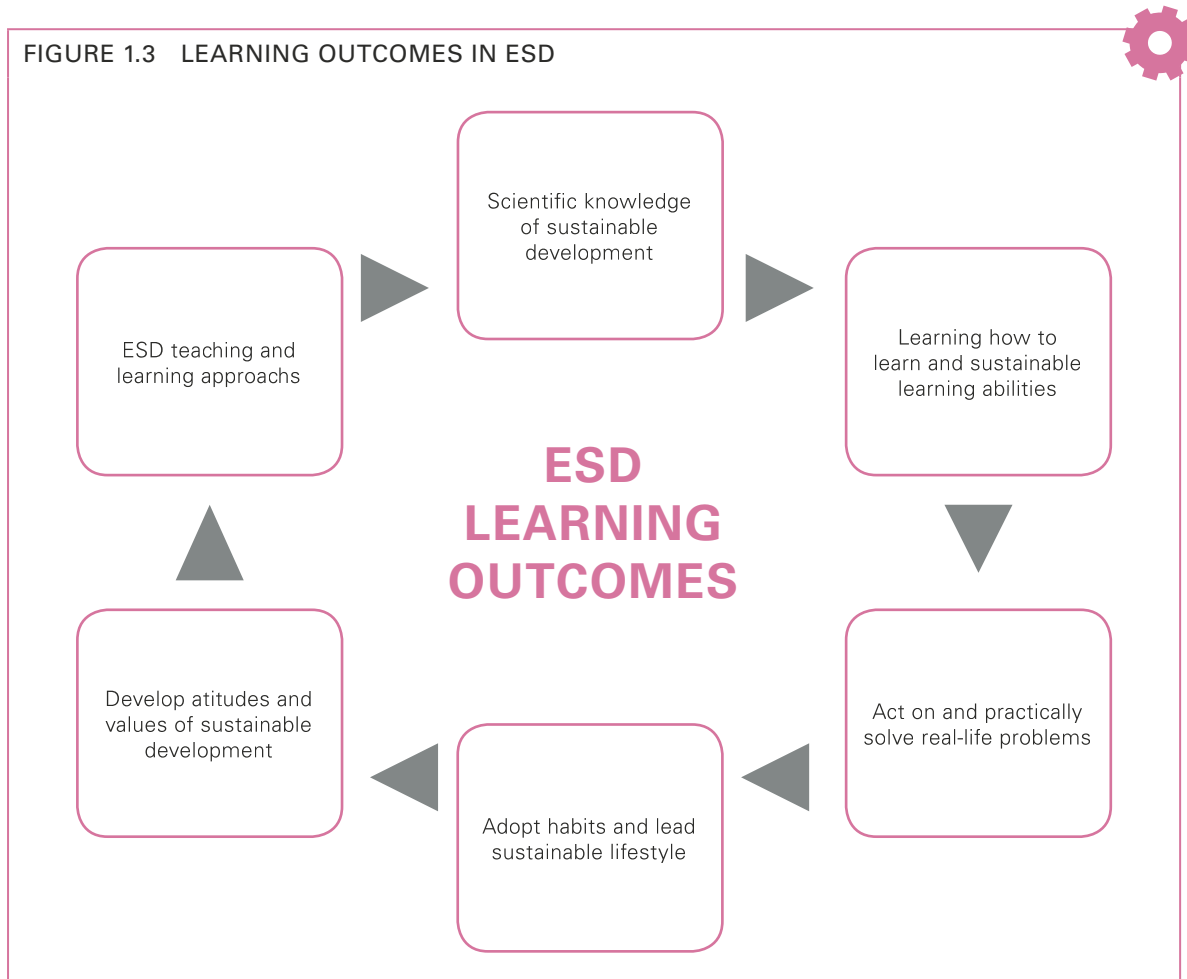 FIGURE 1.3 LEARNING OUTCOMES IN ESD
Scientific knowledge
of sustainable
development
Learning how to
learn and sustainable
learning abilities
Act on and practically
solve real-life problems
Adopt habits and lead
sustainable lifestyle
Develop atitudes and
values of sustainable
development
ESD teaching and
learning approachs
ESD
LEARNING
OUTCOMES